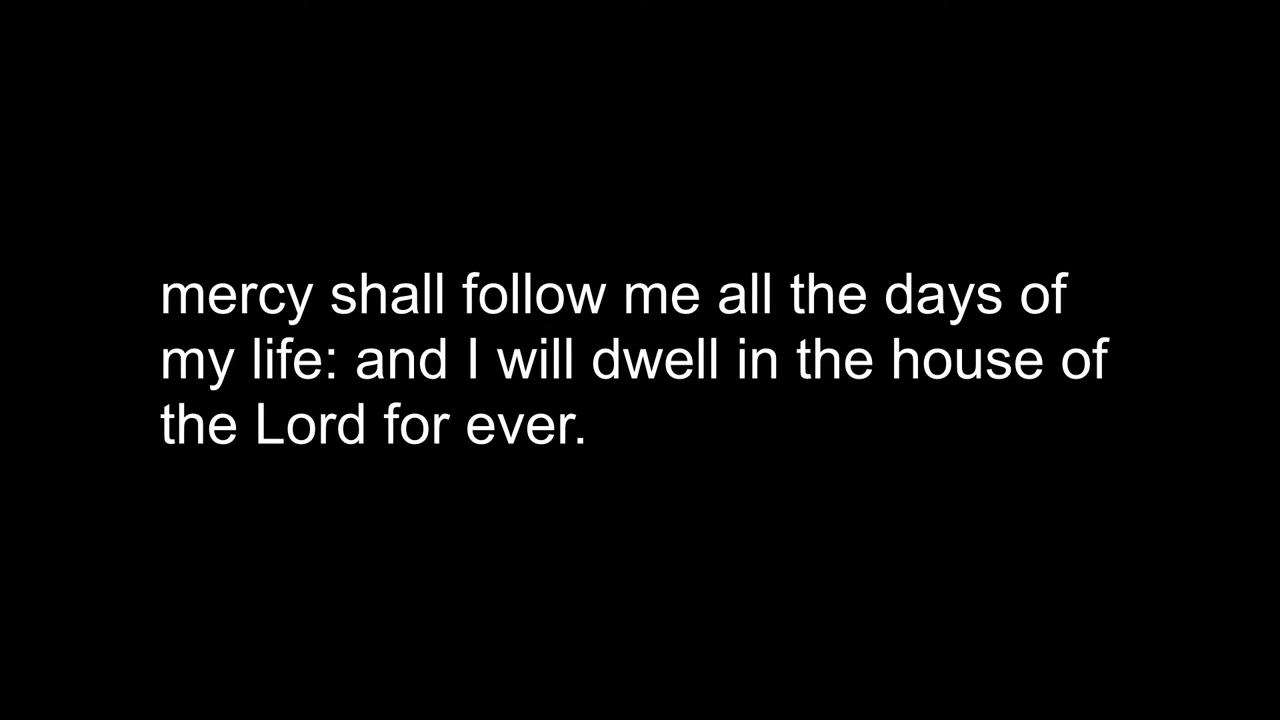 mercy shall follow me all the days of
my life: and I will dwell in the house of
the Lord for ever.